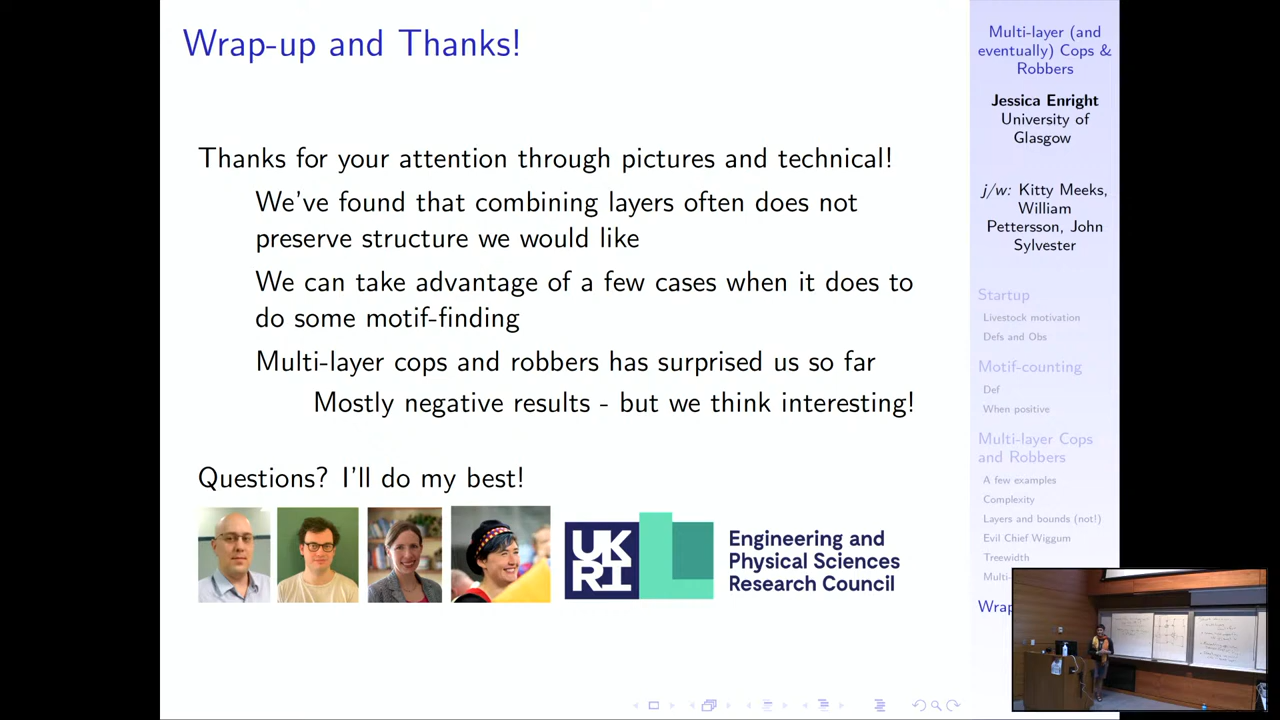 Wrap-up and Thanks!
Thanks for your attention through pictures and technical!
We've found that combining layers often does not
preserve structure we would like
We can take advantage of a few cases when it does to
do some motif-finding
Multi-layer cops and robbers has surprised us so far
Mostly negative results - but we think interesting!
Questions? I'll do my best!
UK
RI
Engineering and
Physical Sciences
Research Council
Multi-layer (and
eventually) Cops &
Robbers
Jessica Enright
University of
Glasgow
j/w: Kitty Meeks,
William
Pettersson, John
Sylvester
Startup
Livestock motivation
Defs and Obs
Motif-counting
Def
When positive
Multi-layer Cops
and Robbers
A few examples
Complexity
Layers and bounds (not!)
Evil Chief Wiggum
Treewidth
Multi-
Wrap